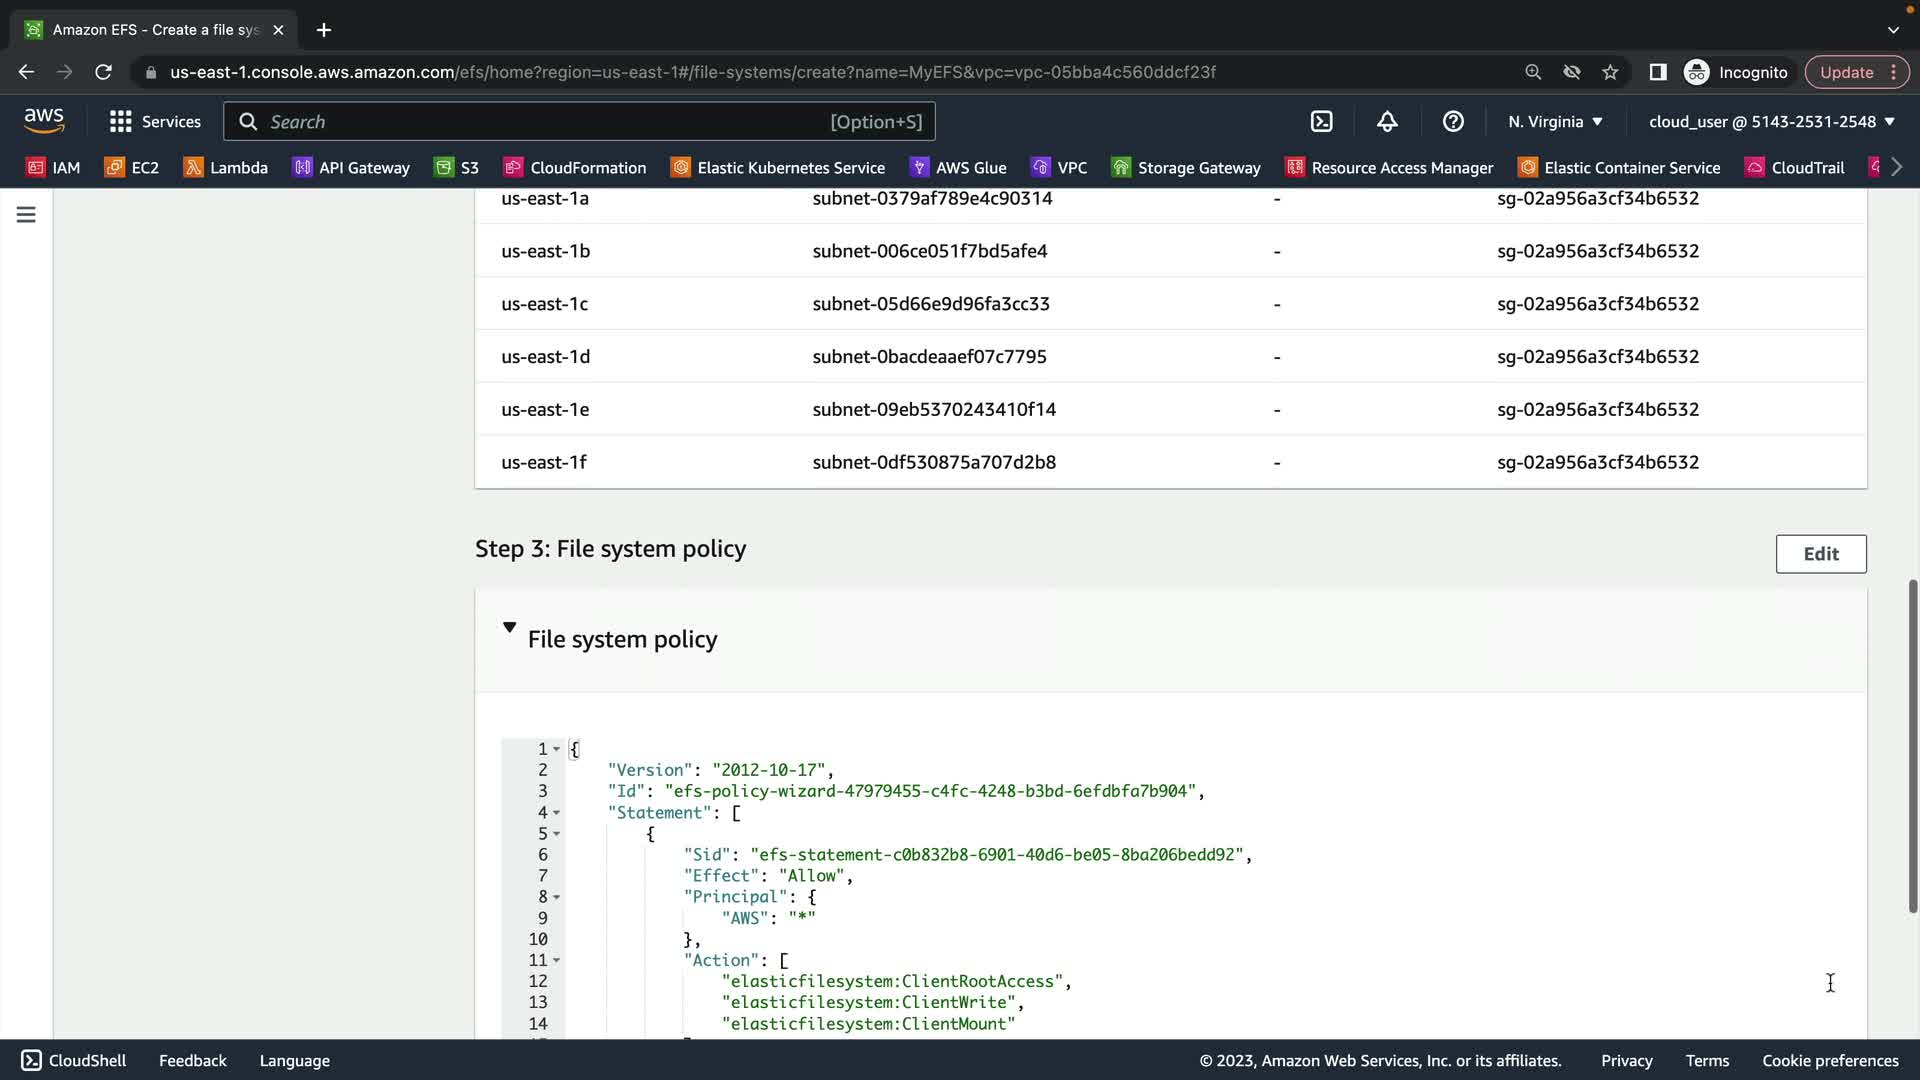 Amazon EFS - Create a file sys
us-east-1.console.aws.amazon.com/efs/home?region=us-east-1#/file-systems/create?name=MyEFS&vpc=vpc-05bba4c560ddcf23f
Incognito
Update
aws
Services
Search
[Option+S]
N. Virginia
cloud_user @ 5143-2531-2548
IAM
EC2
Lambda
API Gateway
S3
CloudFormation
Elastic Kubernetes Service
AWS Glue
VPC
Storage Gateway
Resource Access Manager
Elastic Container Service
CloudTrail
us-east-1a subnet-0379af789e4c90314 - sg-02a956a3cf34b6532
us-east-1b subnet-006ce051f7bd5afe4 - sg-02a956a3cf34b6532
us-east-1c subnet-05d66e9d96fa3cc33 - sg-02a956a3cf34b6532
us-east-1d subnet-0bacdeaaef07c7795 - sg-02a956a3cf34b6532
us-east-1e subnet-09eb5370243410f14 - sg-02a956a3cf34b6532
us-east-1f subnet-0df530875a707d2b8 - sg-02a956a3cf34b6532
Step 3: File system policy
Edit
File system policy
1 {
2 "Version": "2012-10-17",
3 "Id": "efs-policy-wizard-47979455-c4fc-4248-b3bd-6efdbfa7b904",
4 "Statement": [
5 {
6 "Sid": "efs-statement-c0b832b8-6901-40d6-be05-8ba206bedd92",
7 "Effect": "Allow",
8 "Principal": {
9 "AWS": "*"
10 },
11 "Action": [
12 "elasticfilesystem:ClientRootAccess",
13 "elasticfilesystem:ClientWrite",
14 "elasticfilesystem:ClientMount"
CloudShell
Feedback
Language
© 2023, Amazon Web Services, Inc. or its affiliates.
Privacy
Terms
Cookie preferences